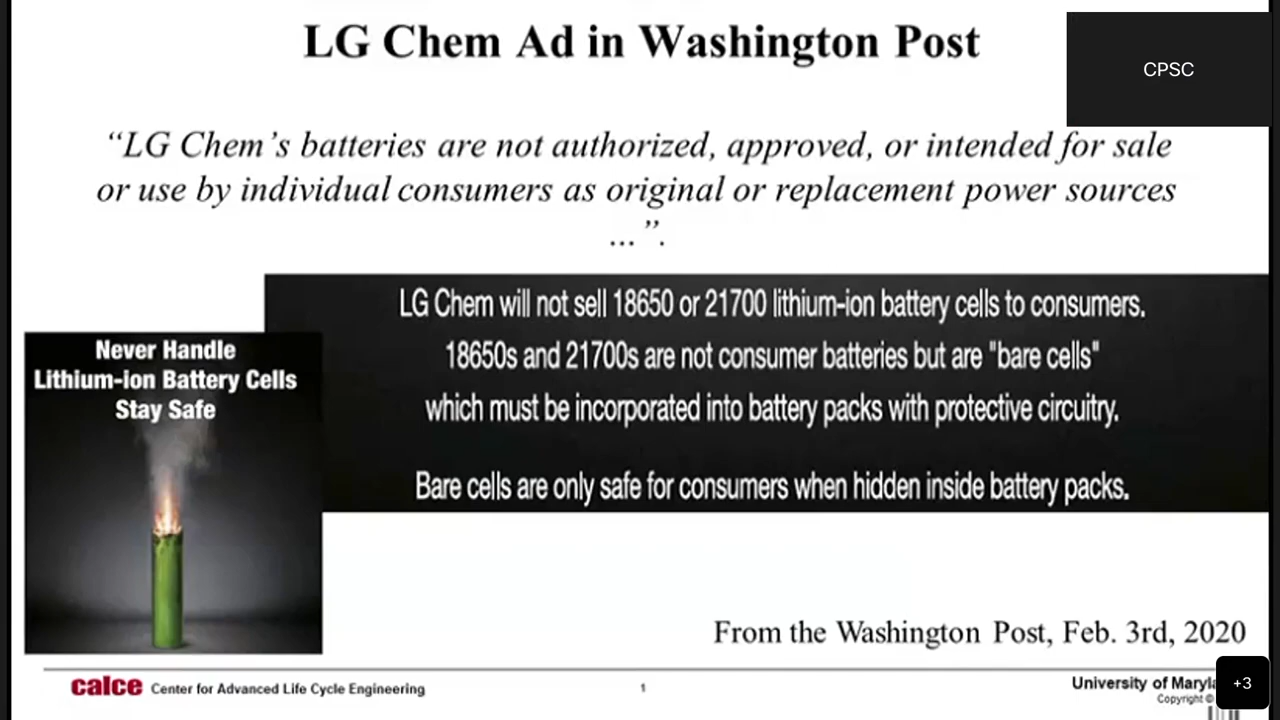 LG Chem Ad in Washington Post
CPSC
“LG Chem’s batteries are not authorized, approved, or intended for sale
or use by individual consumers as original or replacement power sources
... ”.
LG Chem will not sell 18650 or 21700 lithium-ion battery cells to consumers.
18650s and 21700s are not consumer batteries but are "bare cells"
which must be incorporated into battery packs with protective circuitry.
Bare cells are only safe for consumers when hidden inside battery packs.
Never Handle
Lithium-ion Battery Cells
Stay Safe
From the Washington Post, Feb. 3rd, 2020
calce Center for Advanced Life Cycle Engineering
1
University of
Copyright ©
+3